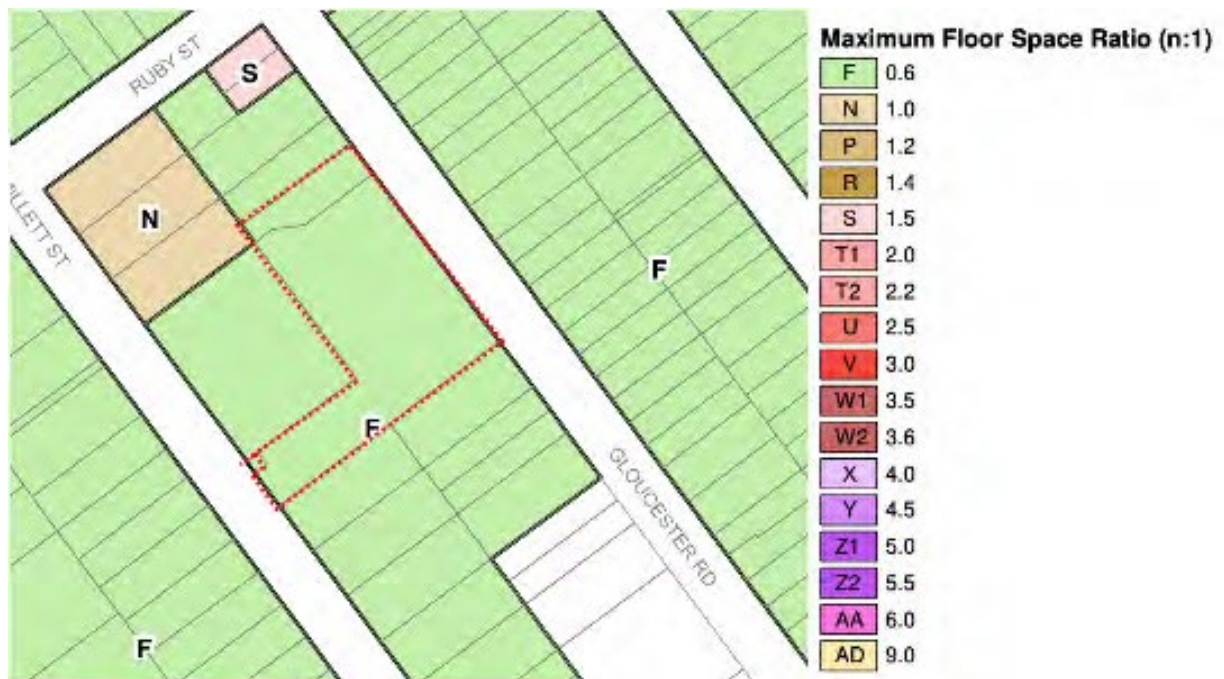 RUBY ST
S
N
F
F
F
GLOUCESTER RD
Maximum Floor Space Ratio (n:1)
F 0.6
N 1.0
P 1.2
R 1.4
S 1.5
T1 2.0
T2 2.2
U 2.5
V 3.0
W1 3.5
W2 3.6
X 4.0
Y 4.5
Z1 5.0
Z2 5.5
AA 6.0
AD 9.0